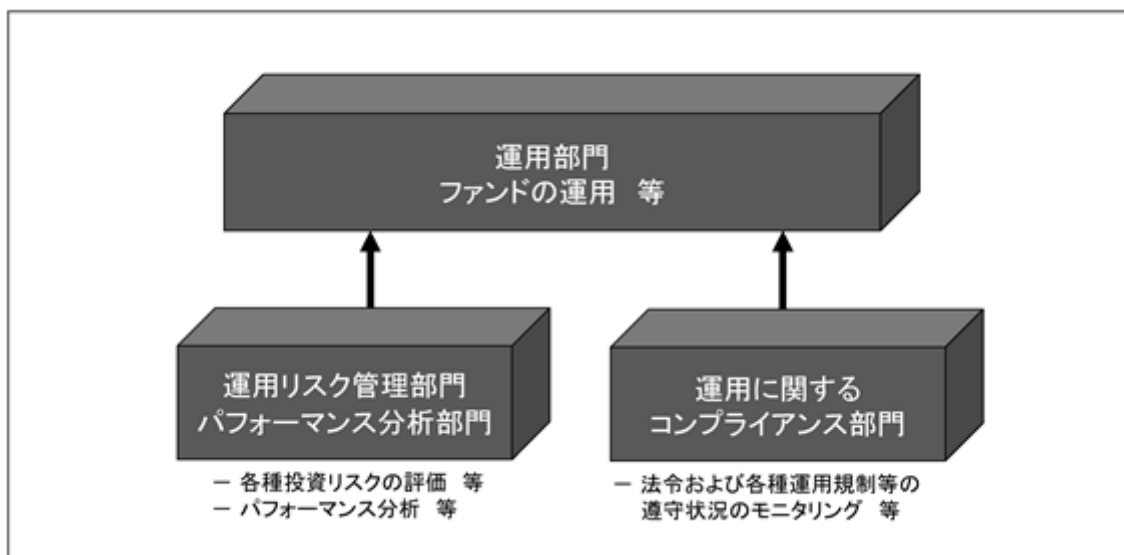 運用部門
ファンドの運用 等
運用リスク管理部門
パフォーマンス分析部門
運用に関する
コンプライアンス部門
－ 各種投資リスクの評価 等
－ パフォーマンス分析 等
－ 法令および各種運用規制等の
遵守状況のモニタリング 等